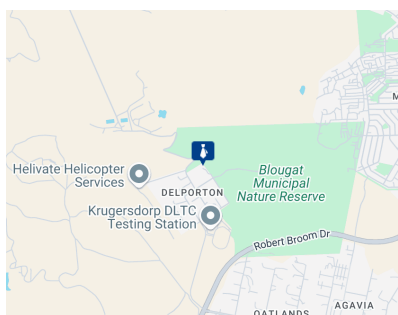 M
Helivate Helicopter
Services
Blougat
Municipal
Nature Reserve
DELPORTON
Krugersdorp DLTC
Testing Station
Robert Broom Dr
AGAVIA
OATLANDS